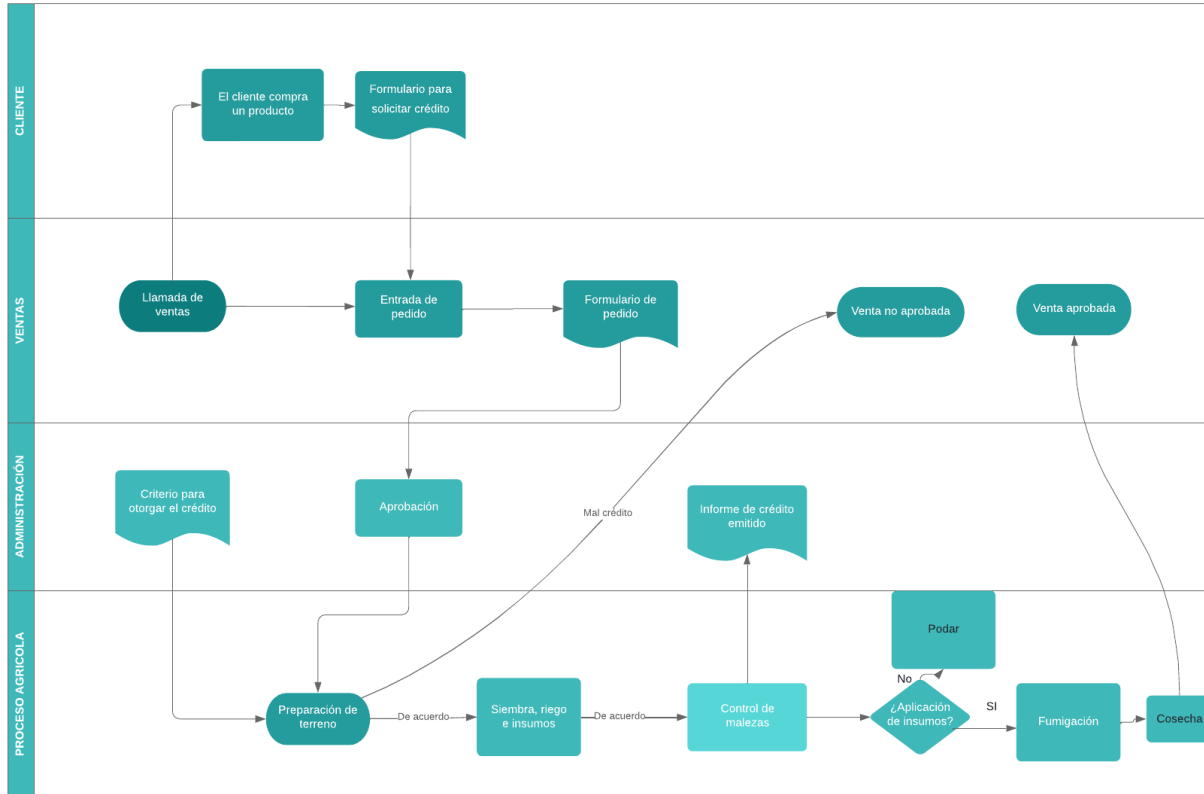 CLIENTE
El cliente compra
un producto
Formulario para
solicitar crédito
VENTAS
Llamada de
ventas
Entrada de
pedido
Formulario de
pedido
Venta no aprobada
Venta aprobada
ADMINISTRACIÓN
Criterio para
otorgar el crédito
Aprobación
Mal crédito
Informe de crédito
emitido
PROCESO AGRICOLA
Preparación de
terreno
De acuerdo
Siembra, riego
e insumos
De acuerdo
Control de
malezas
Podar
No
¿Aplicación
de insumos?
SI
Fumigación
Cosecha